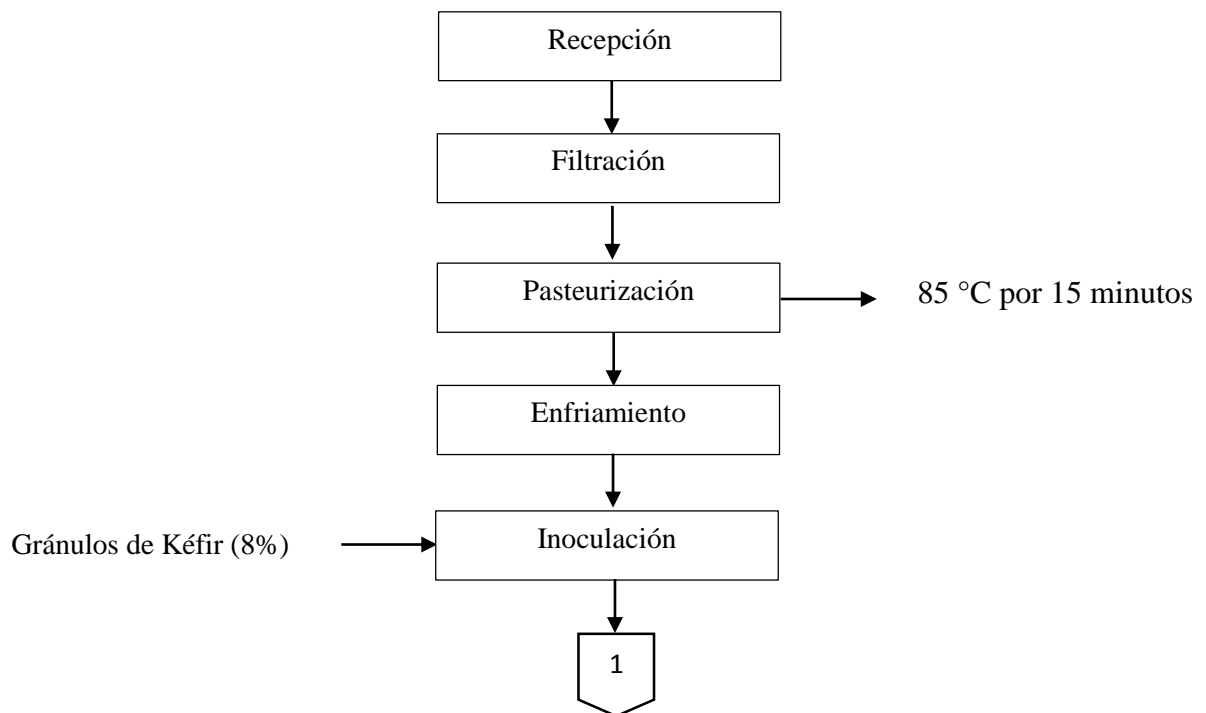 Recepción
Filtración
Pasteurización
85 °C por 15 minutos
Enfriamiento
Gránulos de Kéfir (8%)
Inoculación
1